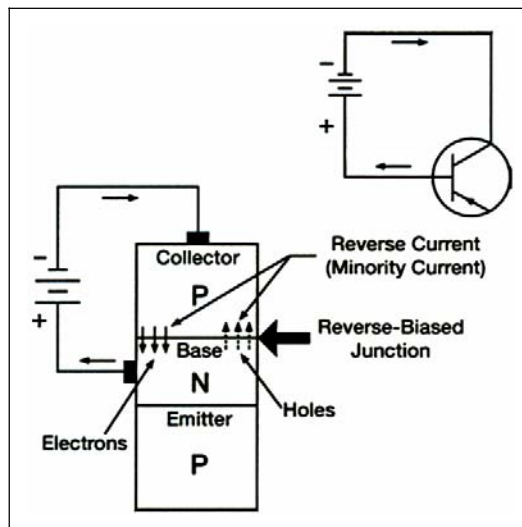 -
+
Collector
Reverse Current
(Minority Current)
P
-
+
Base
Reverse-Biased
Junction
N
Electrons
Emitter
Holes
P